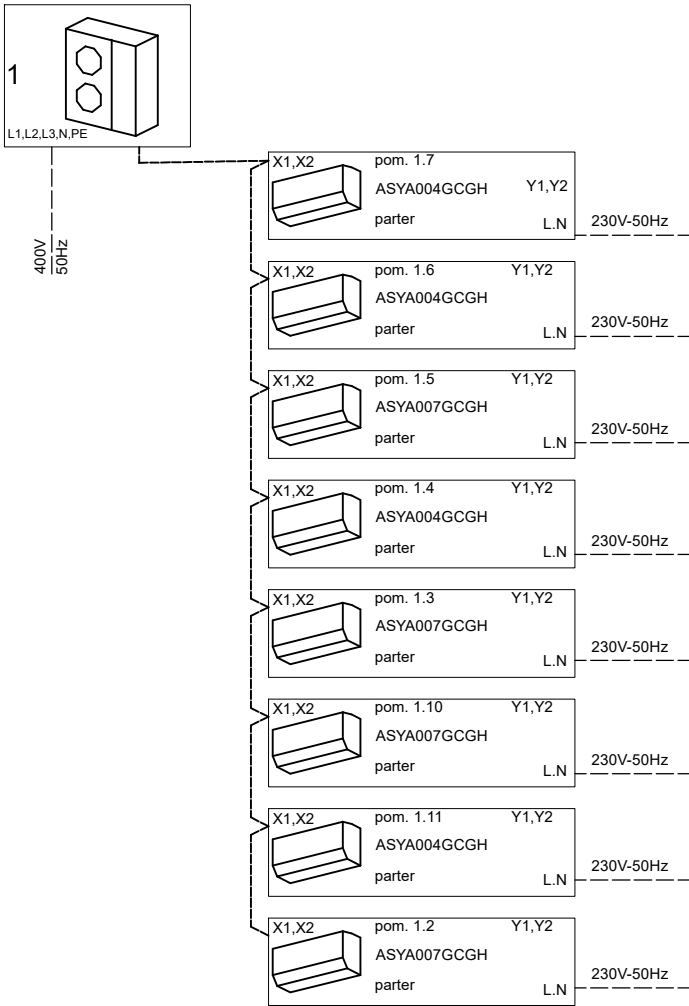 1
L1,L2,L3,N,PE
400V
50Hz
X1,X2 pom. 1.7
ASYA004GCGH Y1,Y2
parter L.N 230V-50Hz
X1,X2 pom. 1.6 Y1,Y2
ASYA004GCGH
parter L.N 230V-50Hz
X1,X2 pom. 1.5 Y1,Y2
ASYA007GCGH
parter L.N 230V-50Hz
X1,X2 pom. 1.4 Y1,Y2
ASYA004GCGH
parter L.N 230V-50Hz
X1,X2 pom. 1.3 Y1,Y2
ASYA007GCGH
parter L.N 230V-50Hz
X1,X2 pom. 1.10 Y1,Y2
ASYA007GCGH
parter L.N 230V-50Hz
X1,X2 pom. 1.11 Y1,Y2
ASYA004GCGH
parter L.N 230V-50Hz
X1,X2 pom. 1.2 Y1,Y2
ASYA007GCGH
parter L.N 230V-50Hz